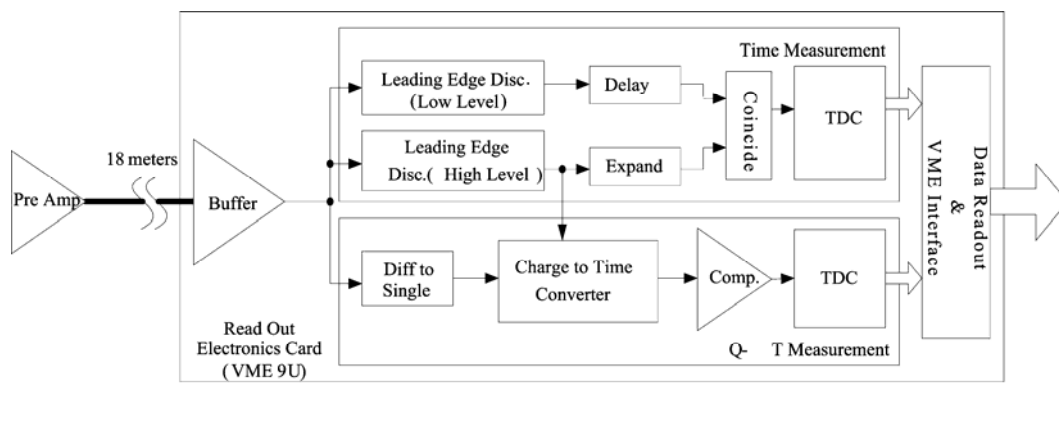 Time Measurement
Leading Edge Disc.
(Low Level)
Delay
Coincide
TDC
Leading Edge
Disc.( High Level )
Expand
18 meters
Pre Amp
Buffer
Data Readout
&
VME Interface
Diff to
Single
Charge to Time
Converter
Comp.
TDC
Read Out
Electronics Card
(VME 9U)
Q- T Measurement